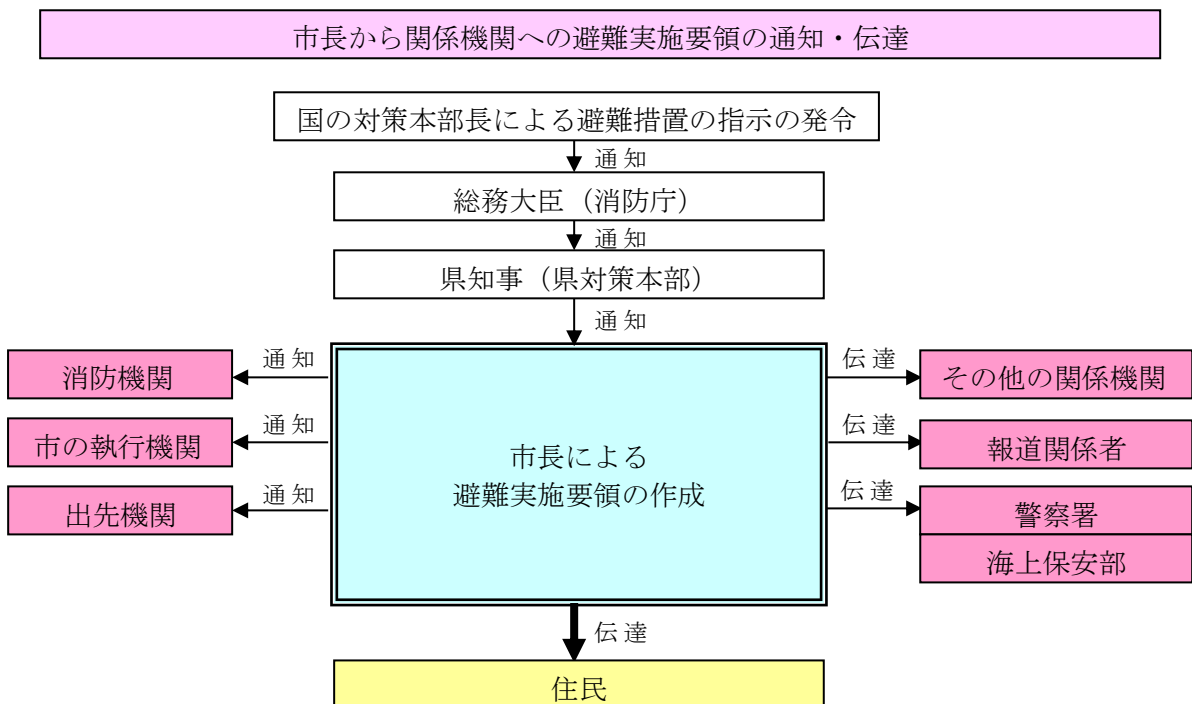 市長から関係機関への避難実施要領の通知・伝達
国の対策本部長による避難措置の指示の発令
通知
総務大臣（消防庁）
通知
県知事（県対策本部）
通知
消防機関
通知
伝達
その他の関係機関
市の執行機関
通知
伝達
報道関係者
出先機関
通知
伝達
警察署
海上保安部
市長による
避難実施要領の作成
伝達
住民